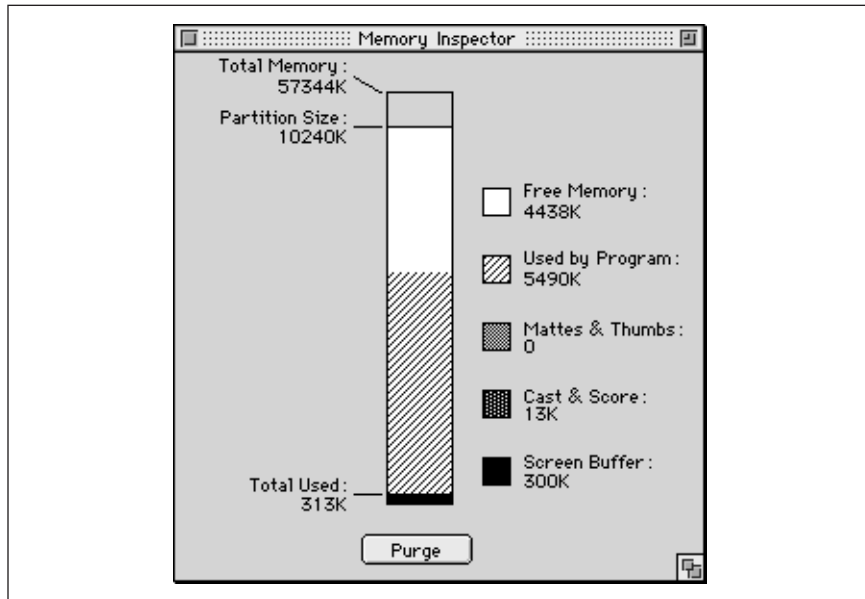 Memory Inspector
Total Memory :
57344K
Partition Size :
10240K
Free Memory :
4438K
Used by Program :
5490K
Mattes & Thumbs :
0
Cast & Score :
13K
Screen Buffer :
300K
Total Used :
313K
Purge